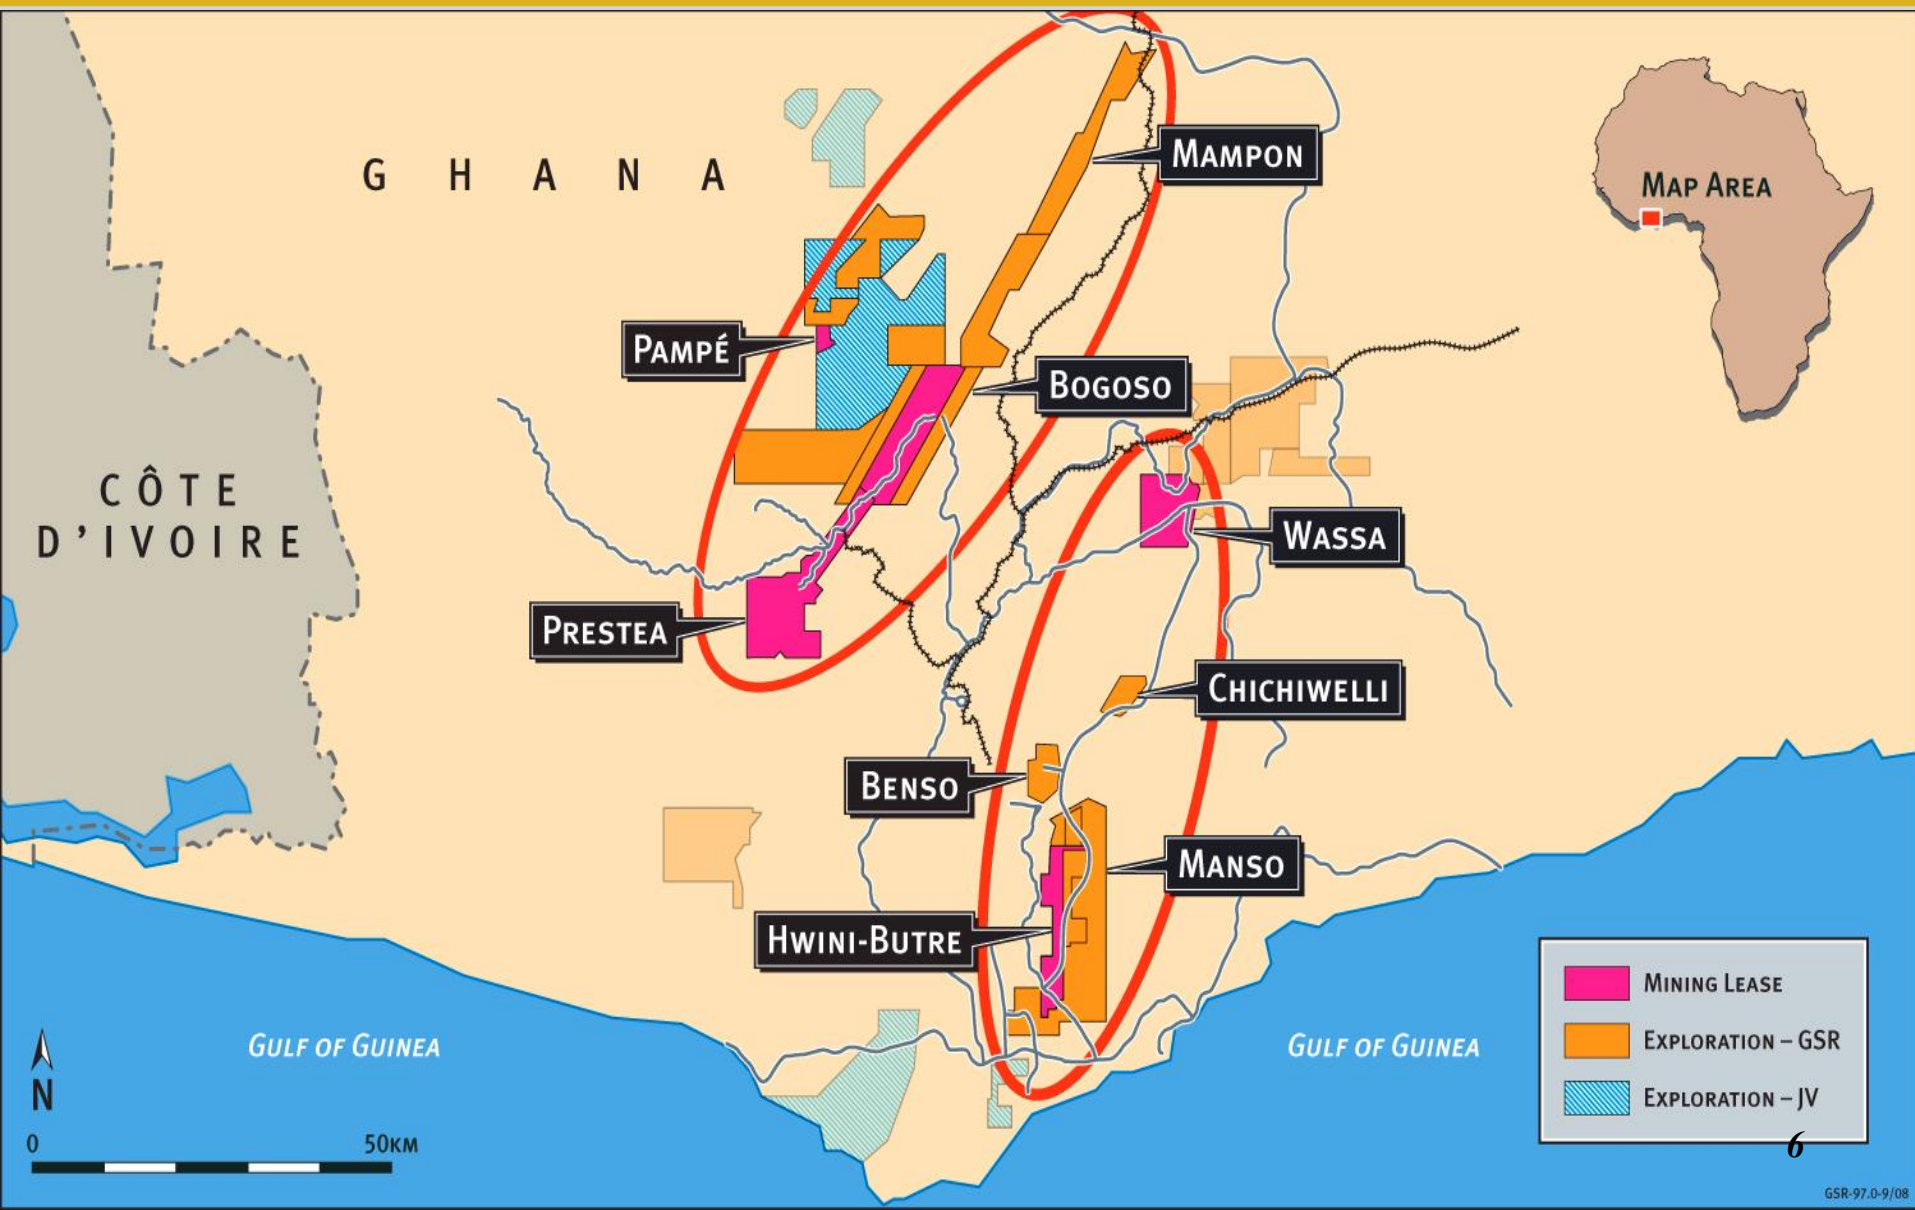 GHANA
MAMPON
MAP AREA
PAMPÉ
BOGOSO
CÔTE
D'IVOIRE
WASSA
PRESTEA
CHICHIWELLI
BENSO
MANSO
HWINI-BUTRE
GULF OF GUINEA
GULF OF GUINEA
MINING LEASE
EXPLORATION – GSR
EXPLORATION – JV
N
0 50KM
6
GSR-97.0-9/08